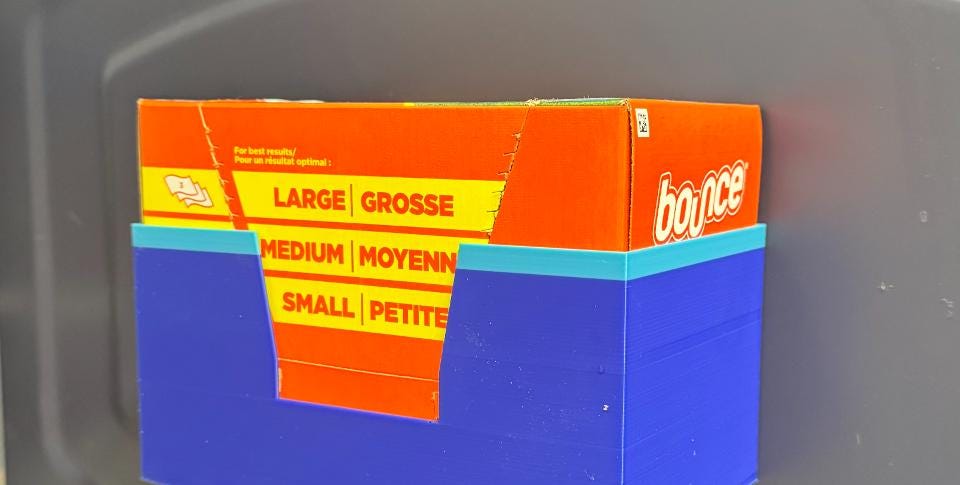 For best results/
Pour un résultat optimal :
LARGE | GROSSE
MEDIUM | MOYENN
SMALL | PETITE
bounce